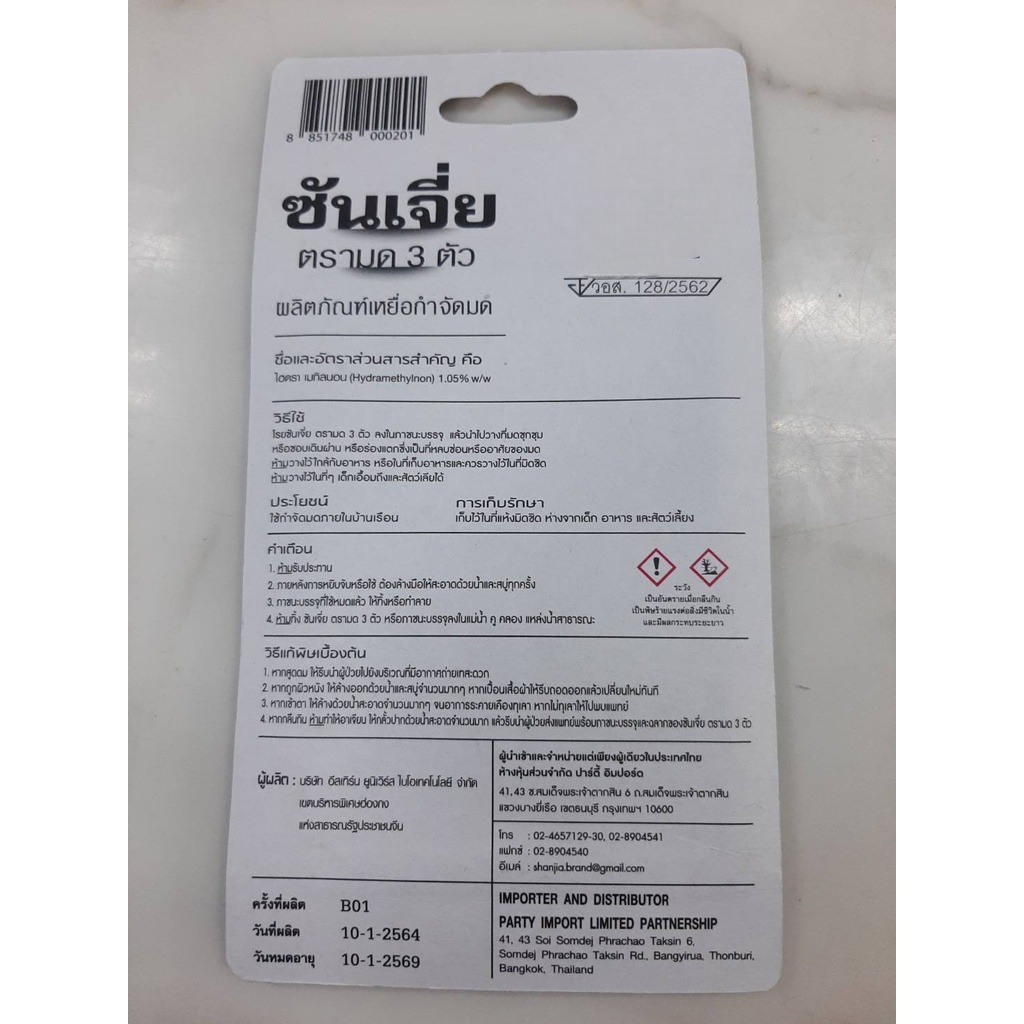 8 851748 000201
ซันเจี่ย
ตรามด 3 ตัว
วอส. 128/2562
ผลิตภัณฑ์เหยื่อกำจัดมด
ชื่อและอัตราส่วนสารสำคัญ คือ
ไฮดรา เมทิลนอน (Hydramethylnon) 1.05% w/w
วิธีใช้
โรยซันเจี่ย ตรามด 3 ตัว ลงในภาชนะบรรจุ แล้วนำไปวางที่มดชุกชุม
หรือชอบเดินผ่าน หรือร่องแตกซึ่งเป็นที่หลบซ่อนหรืออาศัยของมด
ห้ามวางไว้ใกล้กับอาหาร หรือในที่เก็บอาหารและควรวางไว้ในที่มิดชิด
ห้ามวางไว้ในที่ๆ เด็กเอื้อมถึงและสัตว์เลียได้
ประโยชน์
ใช้กำจัดมดภายในบ้านเรือน
การเก็บรักษา
เก็บไว้ในที่แห้งมิดชิด ห่างจากเด็ก อาหาร และสัตว์เลี้ยง
คำเตือน
1. ห้ามรับประทาน
2. ภายหลังการหยิบจับหรือใช้ ต้องล้างมือให้สะอาดด้วยน้ำและสบู่ทุกครั้ง
3. ภาชนะบรรจุที่ใช้หมดแล้ว ให้ทิ้งหรือทำลาย
4. ห้ามทิ้ง ซันเจี่ย ตรามด 3 ตัว หรือภาชนะบรรจุลงในแม่น้ำ คู คลอง แหล่งน้ำสาธารณะ
ระวัง
เป็นอันตรายเมื่อกลืนกิน
เป็นพิษร้ายแรงต่อสิ่งมีชีวิตในน้ำ
และมีผลกระทบระยะยาว
วิธีแก้พิษเบื้องต้น
1. หากสูดดม ให้รีบนำผู้ป่วยไปยังบริเวณที่มีอากาศถ่ายเทสะดวก
2. หากถูกผิวหนัง ให้ล้างออกด้วยน้ำและสบู่จำนวนมากๆ หากเปื้อนเสื้อผ้าให้รีบถอดออกแล้วเปลี่ยนใหม่ทันที
3. หากเข้าตา ให้ล้างด้วยน้ำสะอาดจำนวนมากๆ จนอาการระคายเคืองทุเลา หากไม่ทุเลาให้ไปพบแพทย์
4. หากกลืนกิน ห้ามทำให้อาเจียน ให้กลั้วปากด้วยน้ำสะอาดจำนวนมาก แล้วรีบนำผู้ป่วยส่งแพทย์พร้อมภาชนะบรรจุและฉลากของซันเจี่ย ตรามด 3 ตัว
ผู้ผลิต : บริษัท อีสเทิร์น ยูนิเวิร์ส ไบโอเทคโนโลยี จำกัด
เขตบริหารพิเศษฮ่องกง
แห่งสาธารณรัฐประชาชนจีน
ผู้นำเข้าและจำหน่ายแต่เพียงผู้เดียวในประเทศไทย
ห้างหุ้นส่วนจำกัด ปาร์ตี้ อิมปอร์ต
41,43 ซ.สมเด็จพระเจ้าตากสิน 6 ถ.สมเด็จพระเจ้าตากสิน
แขวงบางยี่เรือ เขตธนบุรี กรุงเทพฯ 10600
โทร : 02-4657129-30, 02-8904541
แฟกซ์ : 02-8904540
อีเมล์ : shanjia.brand@gmail.com
ครั้งที่ผลิต B01
วันที่ผลิต 10-1-2564
วันหมดอายุ 10-1-2569
IMPORTER AND DISTRIBUTOR
PARTY IMPORT LIMITED PARTNERSHIP
41, 43 Soi Somdej Phrachao Taksin 6,
Somdej Phrachao Taksin Rd., Bangyirua, Thonburi,
Bangkok, Thailand